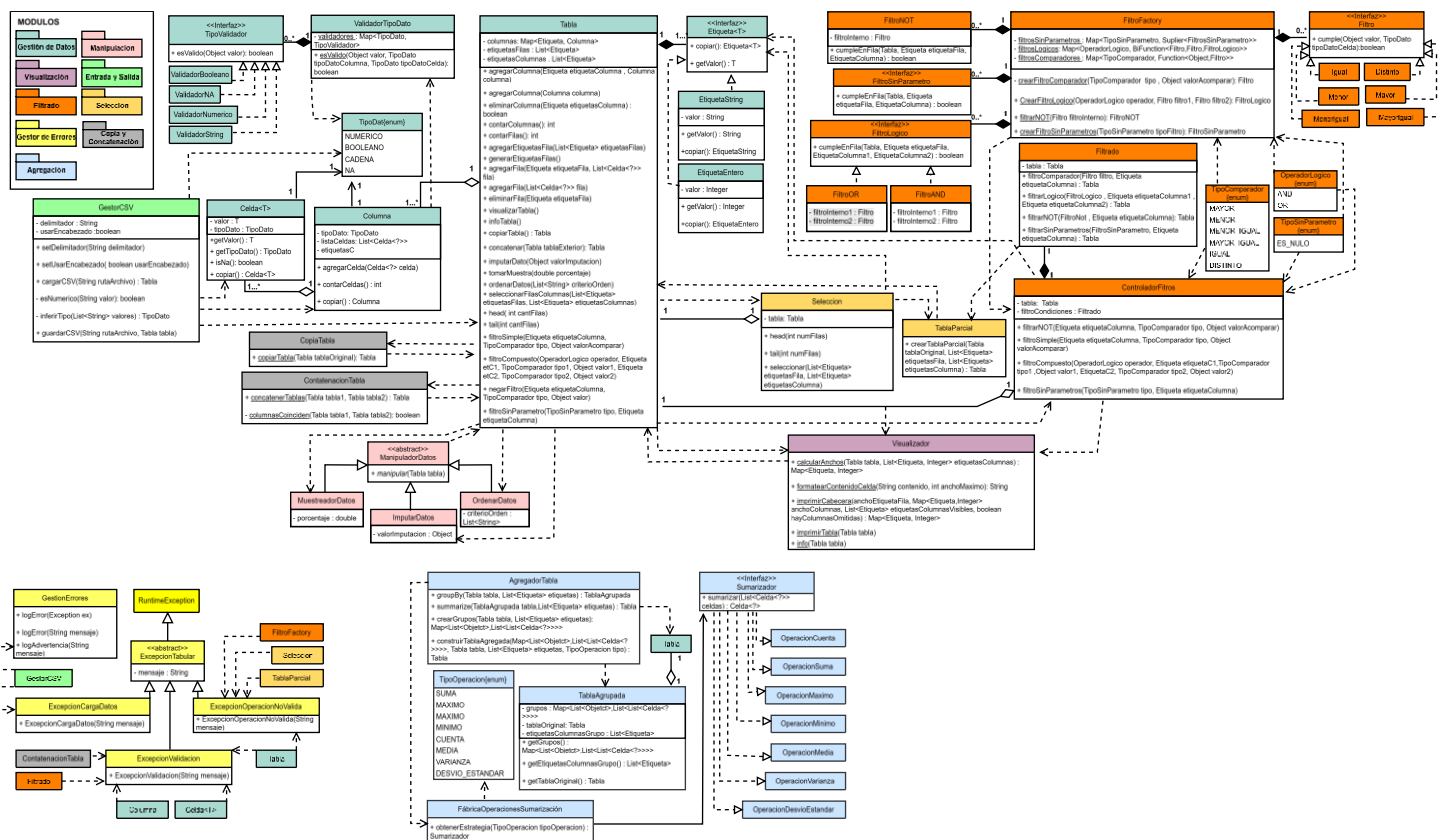 MODULOS
Gestión de Datos
Manipulacion
Visualización
Entrada y Salida
Filtrado
Seleccion
Gestor de Errores
Copia y
Concatenación
Agregacion
<<Interfaz>>
TipoValidador
+ esValido(Object valor): boolean
ValidadorBooleano
ValidadorNA
ValidadorNumerico
ValidadorString
0..*
1
ValidadorTipoDato
- validadores : Map<TipoDato,
TipoValidador>
+ esValido(Object valor, TipoDato
tipoDatoColumna, TipoDato tipoDatoCelda):
boolean
TipoDat{enum}
NUMERICO
BOOLEANO
CADENA
NA
GestorCSV
- delimitador : String
- usarEncabezado :boolean
+ setDelimitador(String delimitador)
+ setUsarEncabezado( boolean usarEncabezado)
+ cargarCSV(String rutaArchivo) : Tabla
- esNumerico(String valor): boolean
- inferirTipo(List<String> valores) : TipoDato
+ guardarCSV(String rutaArchivo, Tabla tabla)
1
Celda<T>
- valor : T
- tipoDato : TipoDato
+getValor() : T
+ getTipoDato() : TipoDato
+ isNa(): boolean
+ copiar() : Celda<T>
1...*
1
1
Columna
tipoDato: TipoDato
- listaCeldas: List<Celda<?>>
- etiquetasC
+ agregarCelda(Celda<?> celda)
+ contarCeldas() : int
+ copiar() : Columna
1...*
1
CopiaTabla
+ copiarTabla(Tabla tablaOriginal): Tabla
ContatenacionTabla
+ concatenerTablas(Tabla tabla1, Tabla tabla2) : Tabla
- columnasCoinciden(Tabla tabla1, Tabla tabla2): boolean
Tabla
- columnas: Map<Etiqueta, Columna>
- etiquetasFilas : List<Etiqueta>
- etiquetasColumnas : List<Etiqueta>
+ agregarColumna(Etiqueta etiquetaColumna , Columna
columna)
+ agregarColumna(Columna columna)
+ eliminarColumna(Etiqueta etiquetasColumna) :
boolean
+ contarColumnas(): int
+ contarFilas(): int
+ agregarEtiquetasFila(List<Etiqueta> etiquetasFilas)
+ generarEtiquetasFilas()
+ agregarFila(Etiqueta etiquetaFila, List<Celda<?>>
fila)
+ agregarFila(List<Celda<?>> fila)
+ eliminarFila(Etiqueta etiquetaFila)
+ visualizarTabla()
+ infoTabla()
+ copiarTabla() : Tabla
+ concatenar(Tabla tablaExterior): Tabla
+ imputarDato(Object valorImputacion)
+ tomarMuestra(double porcentaje)
+ ordenarDatos(List<String> criterioOrden)
+ seleccionarFilasColumnas(List<Etiqueta>
etiquetasFilas, List<Etiqueta> etiquetasColumnas)
+ head( int cantFilas)
+ tail(int cantFilas)
+ filtroSimple(Etiqueta etiquetaColumna,
TipoComparador tipo, Object valorAcomparar)
+ filtroCompuesto(OperadorLogico operador, Etiqueta
etC1, TipoComparador tipo1, Object valor1, Etiqueta
etC2, TipoComparador tipo2, Object valor2)
+ negarFiltro(Etiqueta etiquetaColumna,
TipoComparador tipo, Object valor)
+ filtroSinParametro(TipoSinParametro tipo, Etiqueta
etiquetaColumna)
1
1...*
<<Interfaz>>
Etiqueta<T>
+ copiar(): Etiqueta<T>
+ getValor() : T
EtiquetaString
- valor : String
+ getValor() : String
+copiar(): EtiquetaString
EtiquetaEntero
- valor : Integer
+ getValor() : Integer
+copiar(): EtiquetaEntero
FiltroNOT
- filtroInterno : Filtro
+ cumpleEnFila(Tabla, Etiqueta etiquetaFila,
EtiquetaColumna) : boolean
<<Interfaz>>
FiltroSinParametro
+ cumpleEnFila(Tabla, Etiqueta
etiquetaFila, EtiquetaColumna) : boolean
<<Interfaz>>
FiltroLogico
+ cumpleEnFila(Tabla, Etiqueta etiquetaFila,
EtiquetaColumna1, EtiquetaColumna2) : boolean
FiltroOR
- filtroInterno1 : Filtro
- filtroInterno2 : Filtro
FiltroAND
- filtroInterno1 : Filtro
- filtroInterno2 : Filtro
0..*
1
FiltroFactory
- filtrosSinParametros : Map<TipoSinParametro, Suplier<FiltrosSinParametro>>
- filtrosLogicos: Map<OperadorLogico, BiFunction<Filtro,Filtro,FiltroLogico>>
- filtrosComparadores : Map<TipoComparador, Function<Object,Filtro>>
- crearFiltroComparador(TipoComparador tipo , Object valorAcomparar): Filtro
+ CrearFiltroLogico(OperadorLogico operador, Filtro filtro1, Filtro filtro2): FiltroLogico
+ filtrarNOT(Filtro filtroInterno): FiltroNOT
+ crearFiltroSinParametros(TipoSinParametro tipoFiltro): FiltroSinParametro
<<Interfaz>>
Filtro
+ cumple(Object valor, TipoDato
tipoDatoCelda):boolean
Igual
Distinto
Menor
Mayor
MenorIgual
MayorIgual
Filtrado
- tabla : Tabla
- filtroComparador(Filtro filtro, Etiqueta
etiquetaColumna) : Tabla
- filtrarLogico(FiltroLogico , Etiqueta etiquetaColumna1 ,
Etiqueta etiquetaColumna2) : Tabla
+ filtrarNOT(FiltroNot , Etiqueta etiquetaColumna): Tabla
+ filtrarSinParametros(FiltroSinParametro, Etiqueta
etiquetaColumna) : Tabla
TipoComparador
{enum}
MAYOR
MENOR
MENOR_IGUAL
MAYOR_IGUAL
IGUAL
DISTINTO
OperadorLogico
{enum}
AND
OR
TipoSinParametro
{enum}
ES_NULO
Seleccion
- tabla: Tabla
- head(int numFilas)
+ tail(int numFilas)
+ seleccionar(List<Etiqueta>
etiquetasFila, List<Etiqueta>
etiquetasColumna)
TablaParcial
+ crearTablaParcial(Tabla
tablaOriginal, List<Etiqueta>
etiquetasFila, List<Etiqueta>
etiquetasColumna) : Tabla
ControladorFiltros
- tabla: Tabla
- filtroCondiciones : Filtrado
+ filtrarNOT(Etiqueta etiquetaColumna, TipoComparador tipo, Object valorAcomparar)
+ filtroSimple(Etiqueta etiquetaColumna, TipoComparador tipo, Object
valorAcomparar)
+ filtroCompuesto(OperadorLogico operador, Etiqueta etiquetaC1,TipoComparador
tipo1 ,Object valor1, EtiquetaC2, TipoComparador tipo2, Object valor2)
+ filtroSinParametros(TipoSinParametro tipo, Etiqueta etiquetaColumna)
<<abstract>>
ManipuladorDatos
+ manipular(Tabla tabla)
MuestreadorDatos
- porcentaje : double
ImputarDatos
- valorImputacion : Object
OrdenarDatos
- criterioOrden :
List<String>
Visualizador
+ calcularAnchos(Tabla tabla, List<Etiqueta, Integer> etiquetasColumnas) :
Map<Etiqueta, Integer>
+ formatearContenidoCelda(String contenido, int anchoMaximo): String
+ imprimirCabecera(anchoEtiquetaFila, Map<Etiqueta,Integer>
anchoColumnas, List<Etiqueta> etiquetasColumnasVisibles, boolean
hayColumnasOmitidas) : Map<Etiqueta, Integer>
+ imprimirTabla(Tabla tabla)
+ info(Tabla tabla)
GestionErrores
+ logError(Exception ex)
+ logError(String mensaje)
+ logAdvertencia(String
mensaje)
RuntimeException
<<abstract>>
ExcepcionTabular
- mensaje : String
FiltroFactory
Seleccion
TablaParcial
GestorCSV
ExcepcionCargaDatos
+ ExcepcionCargaDatos(String mensaje)
ExcepcionOperacionNoValida
+ ExcepcionOperacionNoValida(String
mensaje)
ContatenacionTabla
Filtrado
ExcepcionValidacion
+ ExcepcionValidacion(String mensaje)
Tabla
Columna
Celda<T>
AgregadorTabla
+ groupBy(Tabla tabla, List<Etiqueta> etiquetas) : TablaAgrupada
+ summarize(TablaAgrupada tabla,List<Etiqueta> etiquetas) : Tabla
+ crearGrupos(Tabla tabla, List<Etiqueta> etiquetas):
Map<List<Objetct>,List<List<Celda<?>>>>
+ construirTablaAgregada(Map<List<Objetct>,List<List<Celda<?
>>>>, Tabla tabla, List<Etiqueta> etiquetas, TipoOperacion tipo) :
Tabla
Tabla
1
1
TipoOperacion{enum}
SUMA
MAXIMO
MAXIMO
MINIMO
CUENTA
MEDIA
VARIANZA
DESVIO_ESTANDAR
TablaAgrupada
- grupos : Map<List<Objetct>,List<List<Celda<?
>>>>
- tablaOriginal: Tabla
- etiquetasColumnasGrupo : List<Etiqueta>
+ getGrupos() :
Map<List<Objetct>,List<List<Celda<?>>>>
+ getEtiquetasColumnasGrupo() : List<Etiqueta>
+ getTablaOriginal() : Tabla
FábricaOperacionesSumarización
+ obtenerEstrategia(TipoOperacion tipoOperacion) :
Sumarizador
<<Interfaz>>
Sumarizador
+ sumarizar(List<Celda<?>>
celdas) : Celda<?>
OperacionCuenta
OperacionSuma
OperacionMaximo
OperacionMinimo
OperacionMedia
OperacionVarianza
OperacionDesvioEstandar